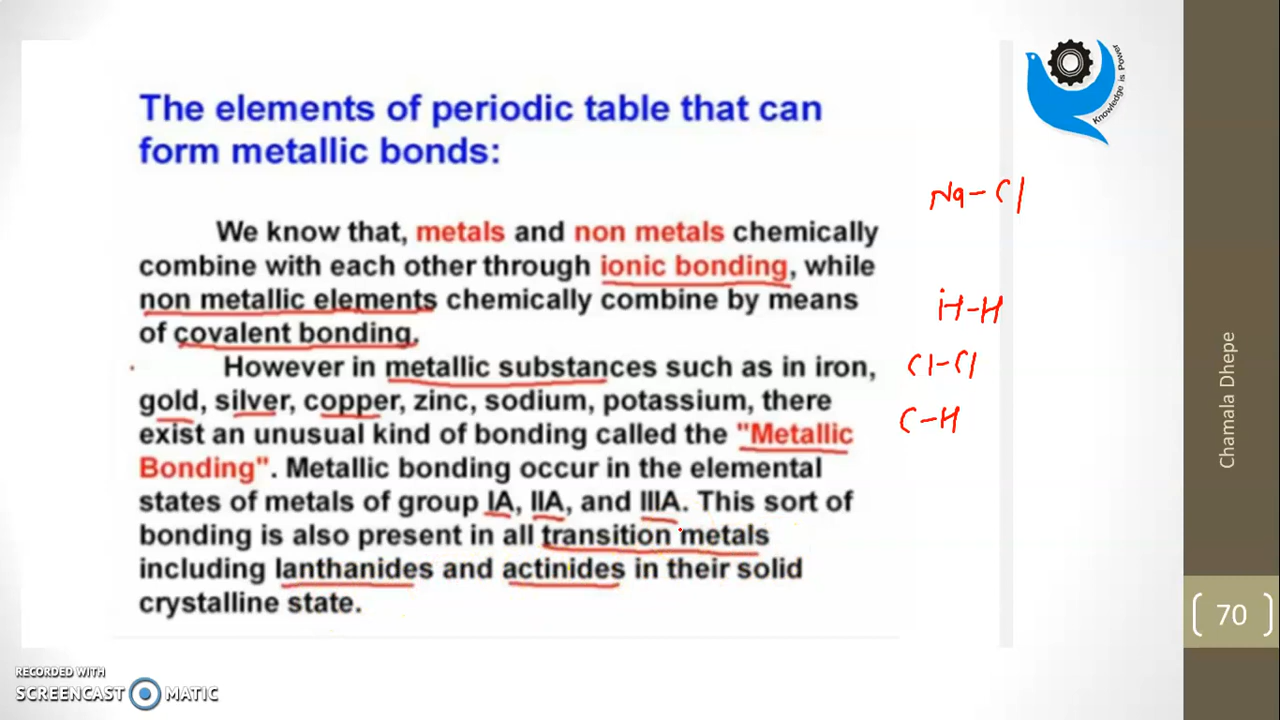 The elements of periodic table that can
form metallic bonds:
We know that, metals and non metals chemically
combine with each other through ionic bonding, while
non metallic elements chemically combine by means
of covalent bonding.
However in metallic substances such as in iron,
gold, silver, copper, zinc, sodium, potassium, there
exist an unusual kind of bonding called the "Metallic
Bonding". Metallic bonding occur in the elemental
states of metals of group IA, IIA, and IIIA. This sort of
bonding is also present in all transition metals
including lanthanides and actinides in their solid
crystalline state.
Na-Cl
H-H
Cl-Cl
C-H
Knowledge is Power
Chamala Dhepe
70
RECORDED WITH
SCREENCAST MATIC